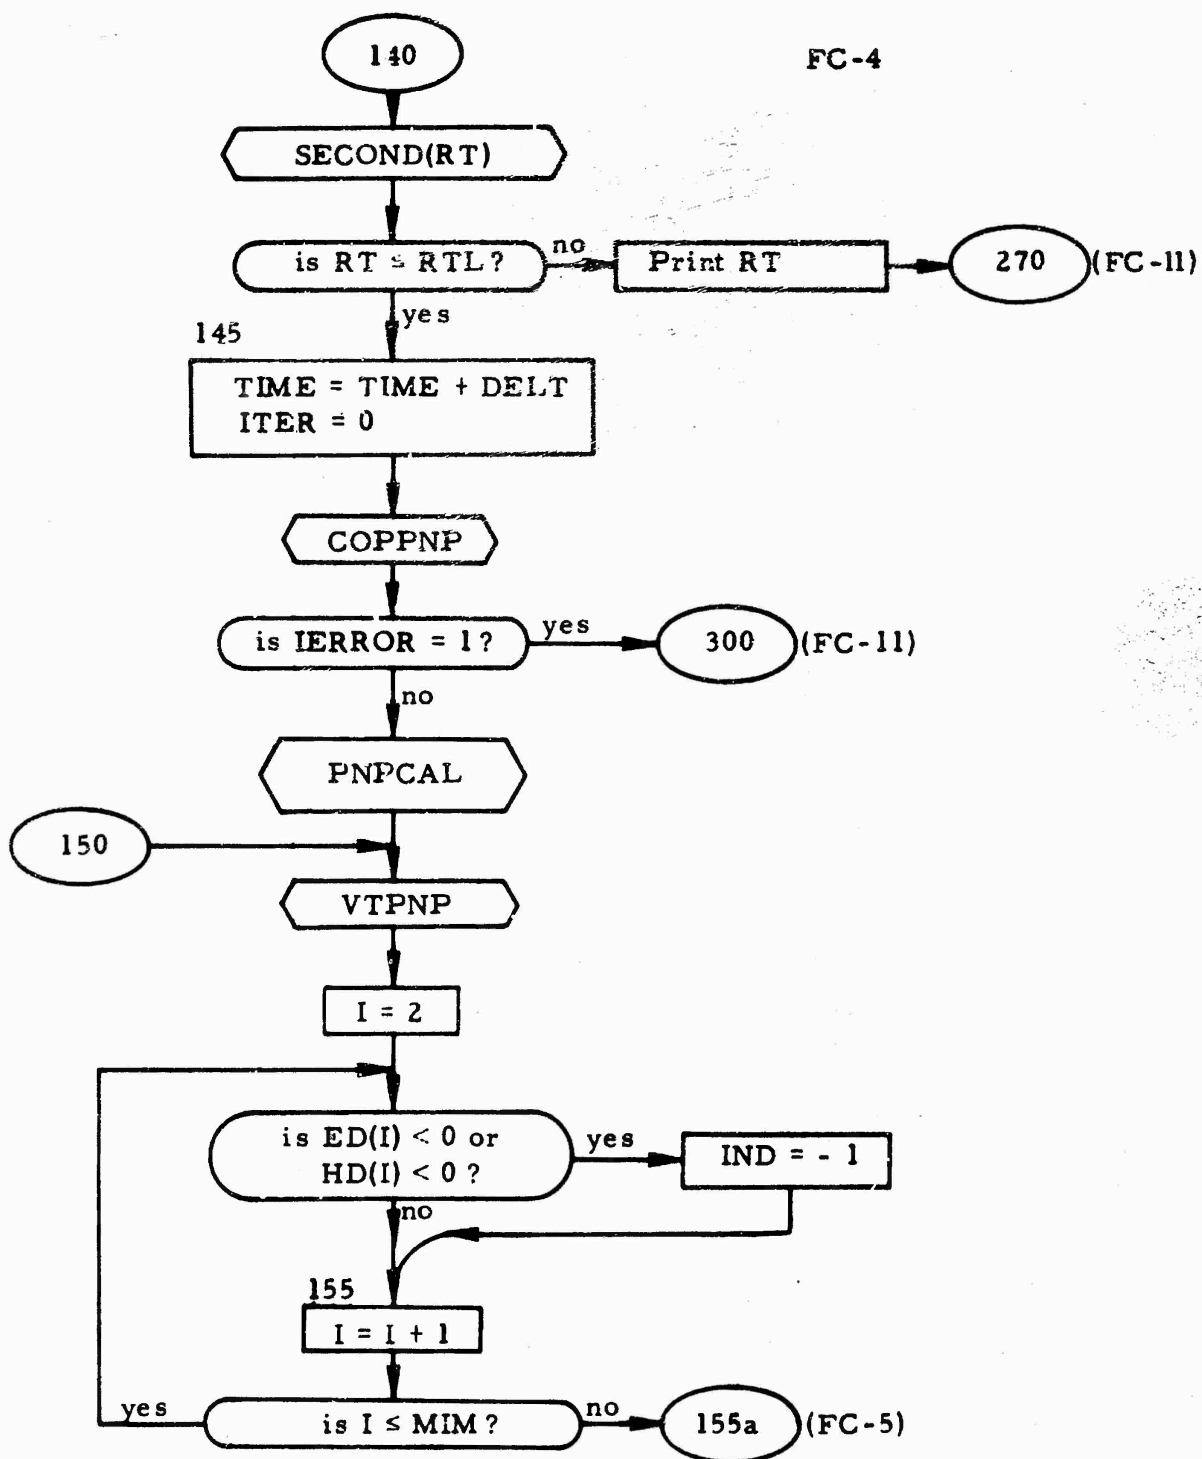 140
FC-4
SECOND(RT)
is RT ≤ RTL?
no
Print RT
270
(FC-11)
yes
145
TIME = TIME + DELT
ITER = 0
COPPNP
is IERROR = 1?
yes
300
(FC-11)
no
PNPCAL
150
VTPNP
I = 2
is ED(I) < 0 or
HD(I) < 0?
yes
IND = - 1
no
155
I = I + 1
yes
is I ≤ MIM?
no
155a
(FC-5)